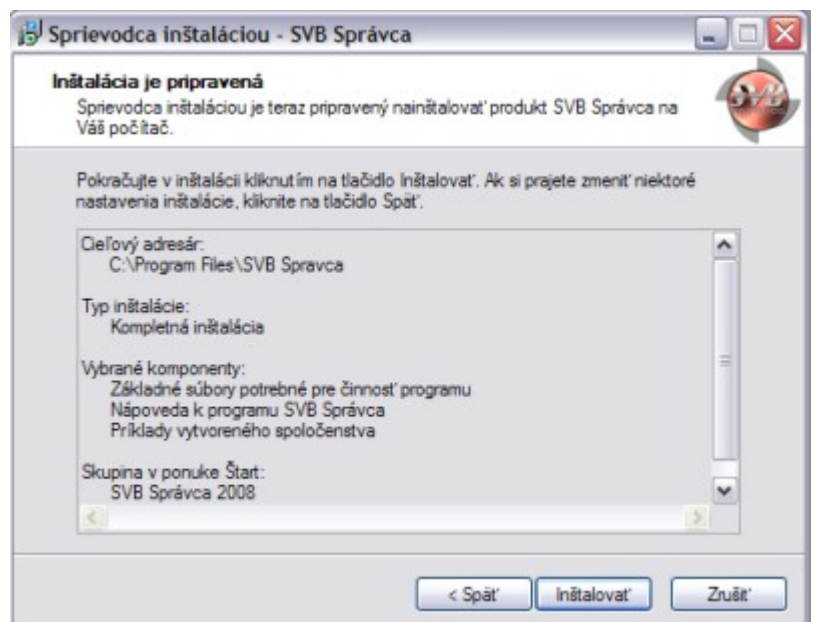 Sprievodca inštaláciou - SVB Správca
Inštalácia je pripravená
Sprievodca inštaláciou je teraz pripravený nainštalovať produkt SVB Správca na
Váš počítač.
SVB
Pokračujte v inštalácii kliknutím na tlačidlo Inštalovať. Ak si prajete zmeniť niektoré
nastavenia inštalácie, kliknite na tlačidlo Späť.
Cieľový adresár:
C:\Program Files\SVB Spravca
Typ inštalácie:
Kompletná inštalácia
Vybrané komponenty:
Základné súbory potrebné pre činnosť programu
Nápoveda k programu SVB Správca
Príklady vytvoreného spoločenstva
Skupina v ponuke Štart:
SVB Správca 2008
< Späť
Inštalovať
Zrušiť